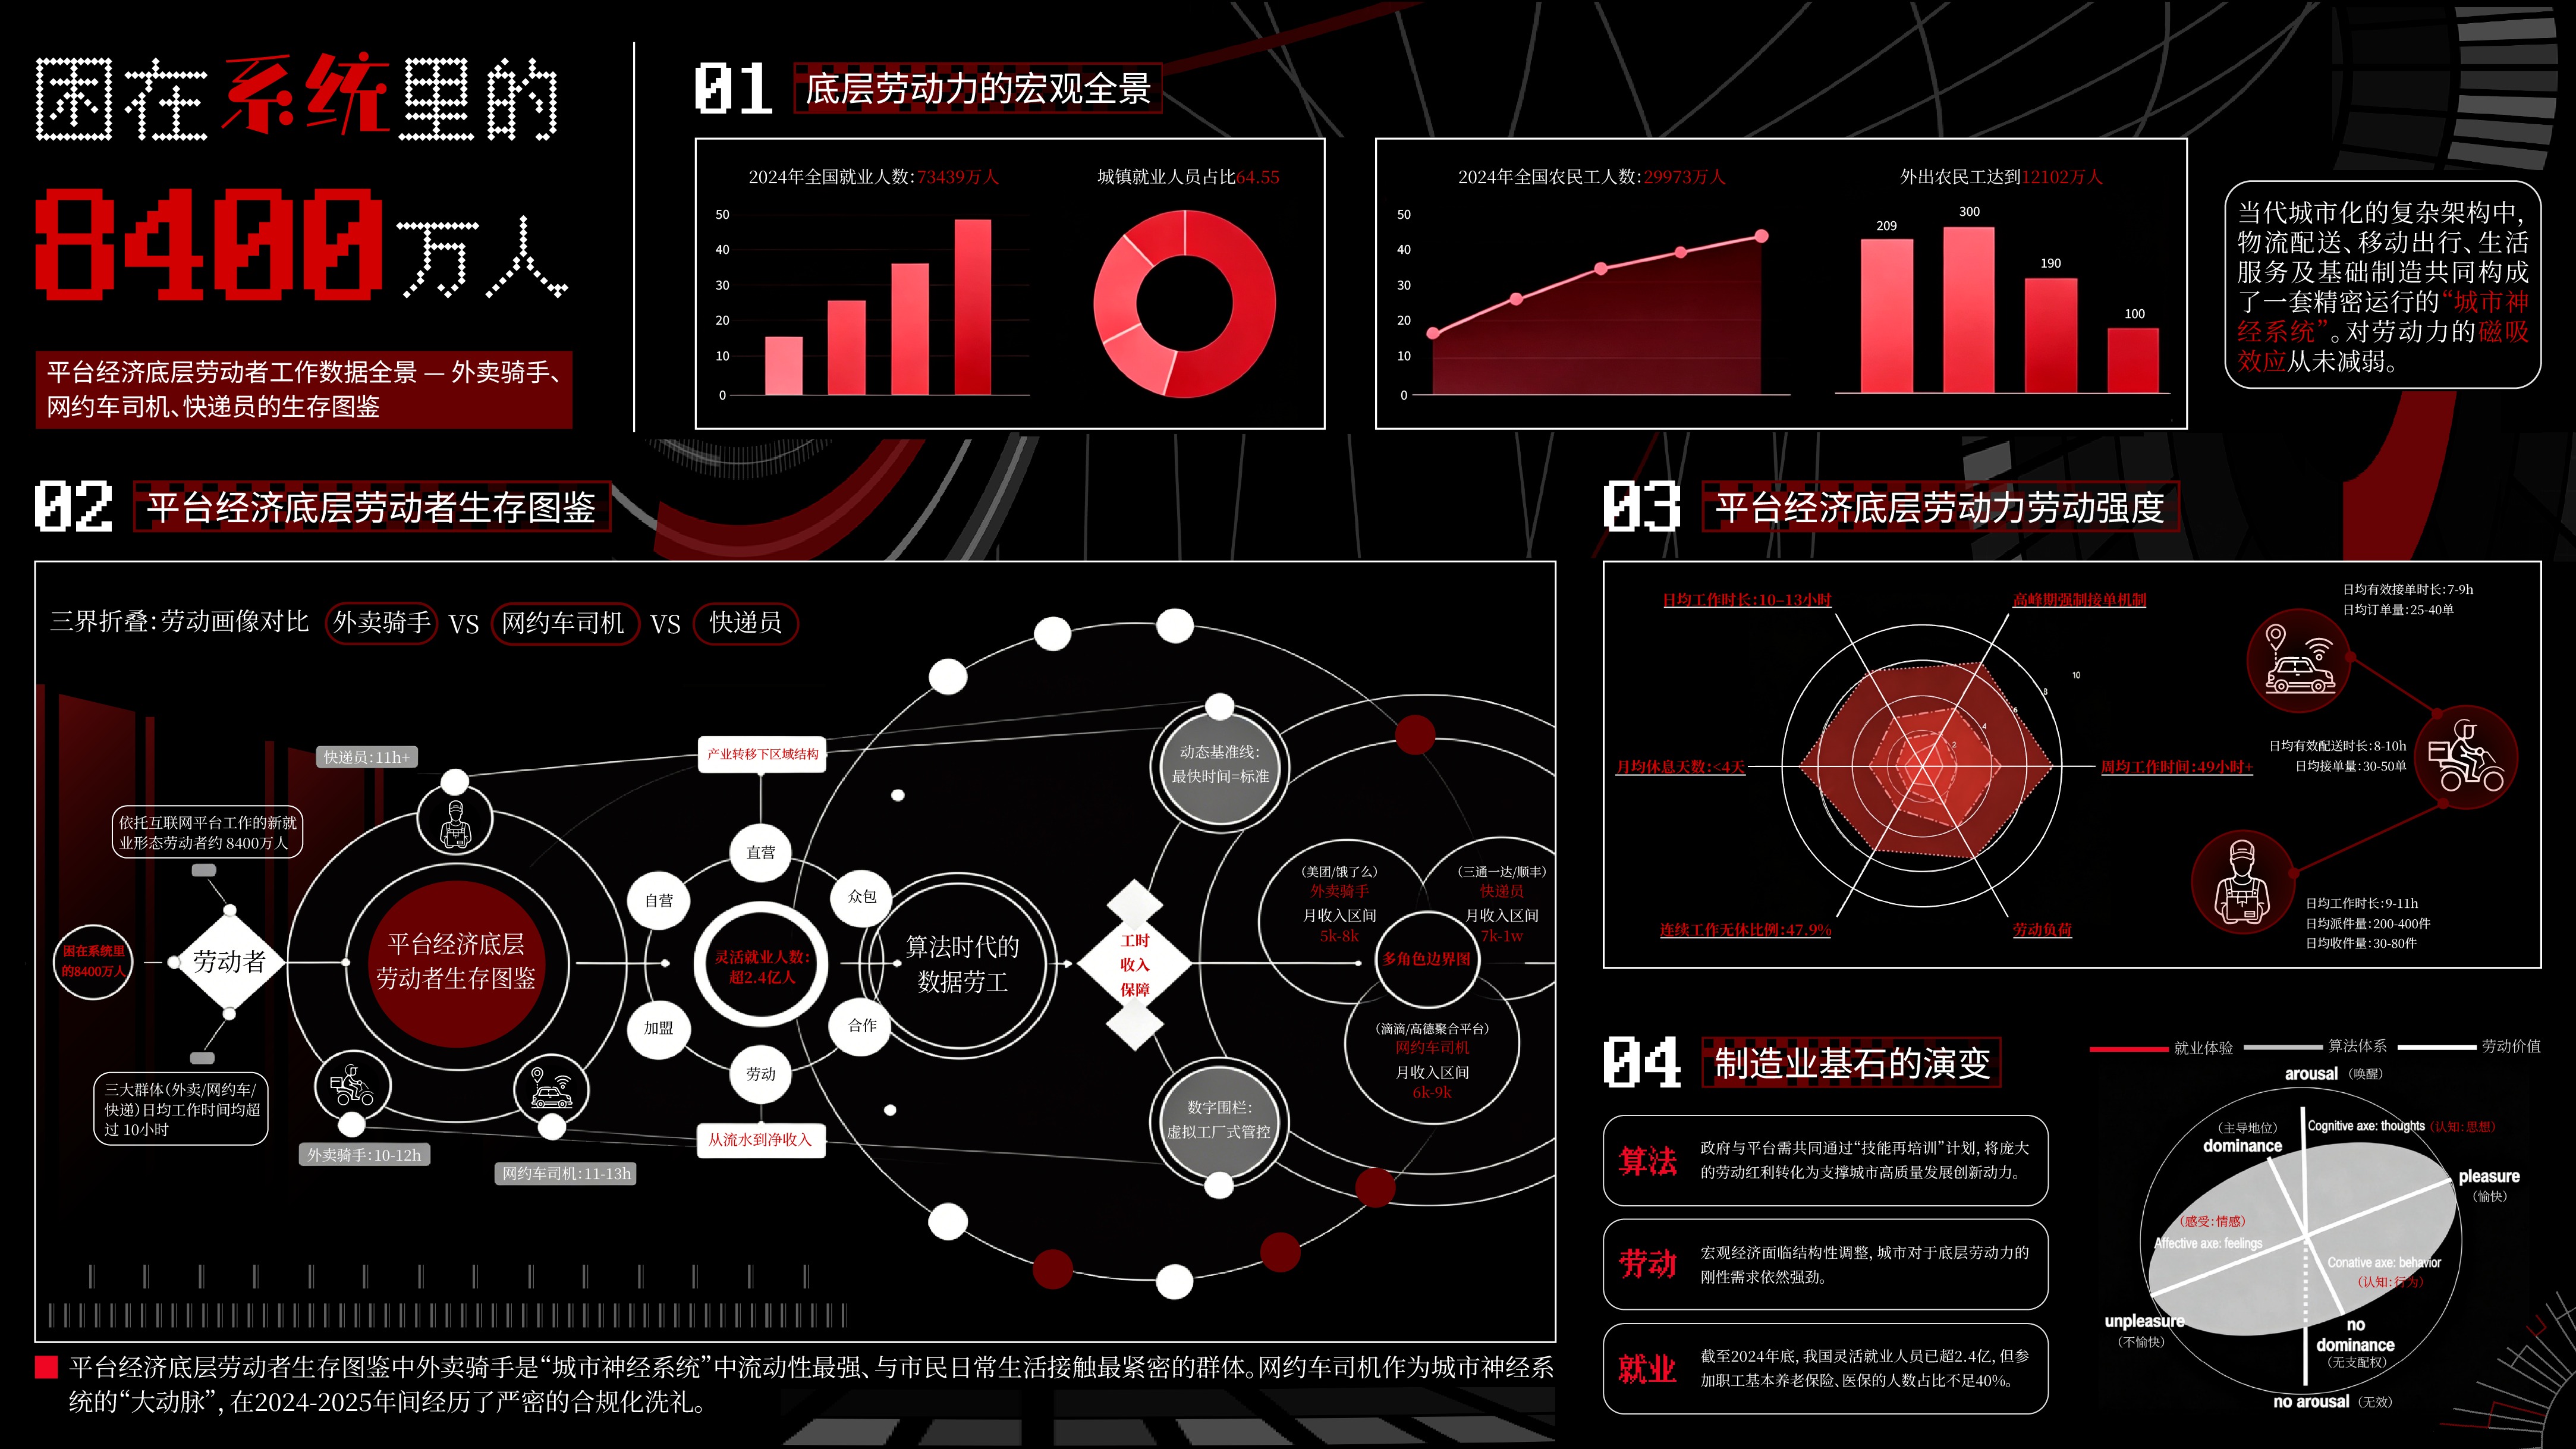 困在系统里的
8400万人
平台经济底层劳动者工作数据全景 — 外卖骑手、
网约车司机、快递员的生存图鉴
01 底层劳动力的宏观全景
2024年全国就业人数：73439万人
50
40
30
20
10
0
城镇就业人员占比64.55
2024年全国农民工人数：29973万人
50
40
30
20
10
0
外出农民工达到12102万人
209
300
190
100
当代城市化的复杂架构中，
物流配送、移动出行、生活
服务及基础制造共同构成
了一套精密运行的“城市神
经系统”。对劳动力的磁吸
效应从未减弱。
02 平台经济底层劳动者生存图鉴
三界折叠：劳动画像对比 外卖骑手 VS 网约车司机 VS 快递员
快递员：11h+
依托互联网平台工作的新就
业形态劳动者约 8400万人
困在系统里
的8400万人
劳动者
三大群体（外卖/网约车/
快递）日均工作时间均超
过 10小时
平台经济底层
劳动者生存图鉴
外卖骑手：10-12h
网约车司机：11-13h
产业转移下区域结构
直营
自营
众包
灵活就业人数：
超2.4亿人
加盟
合作
劳动
从流水到净收入
算法时代的
数据劳工
工时
收入
保障
动态基准线：
最快时间=标准
数字围栏：
虚拟工厂式管控
（美团/饿了么）
外卖骑手
月收入区间
5k-8k
（三通一达/顺丰）
快递员
月收入区间
7k-1w
多角色边界图
（滴滴/高德聚合平台）
网约车司机
月收入区间
6k-9k
平台经济底层劳动者生存图鉴中外卖骑手是“城市神经系统”中流动性最强、与市民日常生活接触最紧密的群体。网约车司机作为城市神经系
统的“大动脉”，在2024-2025年间经历了严密的合规化洗礼。
03 平台经济底层劳动力劳动强度
日均工作时长：10-13小时
高峰期强制接单机制
月均休息天数：<4天
周均工作时间：49小时+
连续工作无休比例：47.9%
劳动负荷
10
8
6
4
2
日均有效接单时长：7-9h
日均订单量：25-40单
日均有效配送时长：8-10h
日均接单量：30-50单
日均工作时长：9-11h
日均派件量：200-400件
日均收件量：30-80件
04 制造业基石的演变
算法
政府与平台需共同通过“技能再培训”计划，将庞大
的劳动红利转化为支撑城市高质量发展创新动力。
劳动
宏观经济面临结构性调整，城市对于底层劳动力的
刚性需求依然强劲。
就业
截至2024年底，我国灵活就业人员已超2.4亿，但参
加职工基本养老保险、医保的人数占比不足40%。
就业体验 算法体系 劳动价值
arousal（唤醒）
Cognitive axe: thoughts（认知：思想）
（主导地位）
dominance
pleasure
（愉快）
（感受：情感）
Affective axe: feelings
Conative axe: behavior
（认知：行为）
unpleasure
（不愉快）
no
dominance
（无支配权）
no arousal（无效）